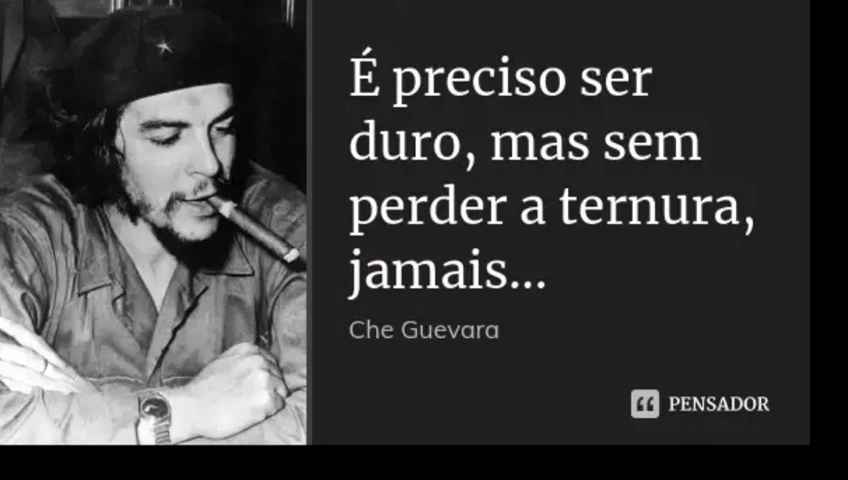 É preciso ser
duro, mas sem
perder a ternura,
jamais...
Che Guevara
PENSADOR